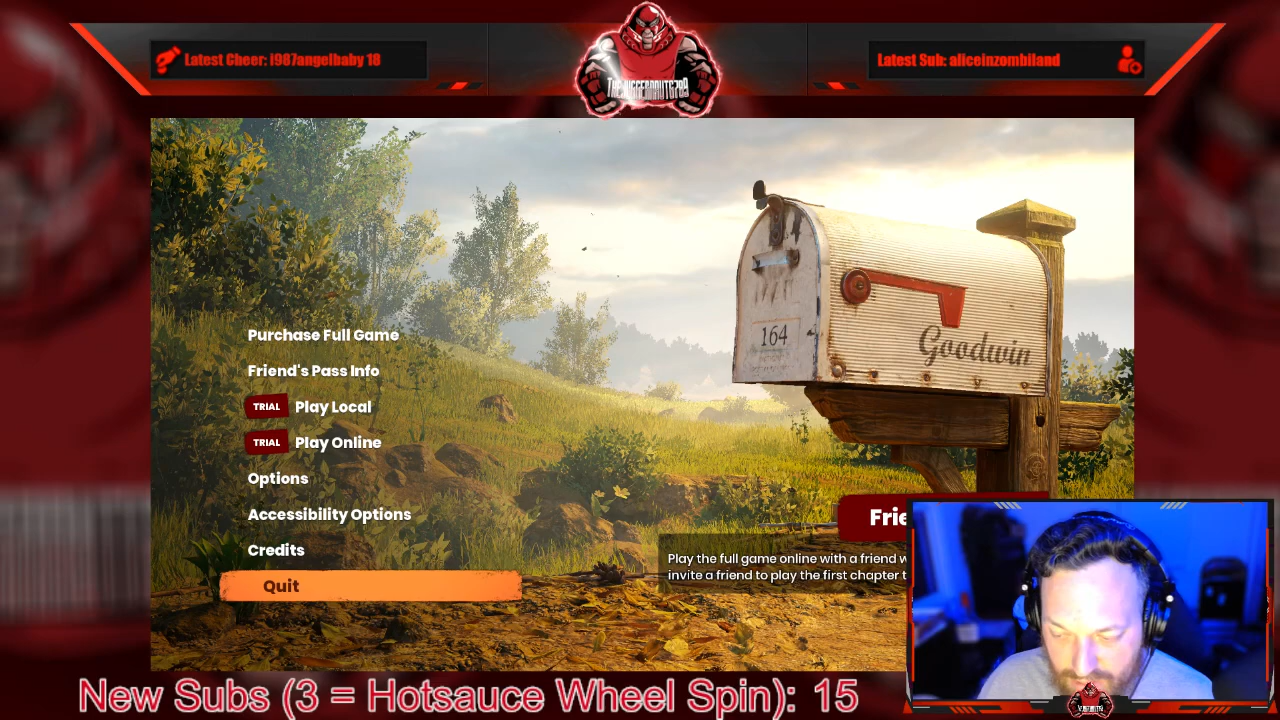 Latest Cheer: i987angelbaby 18
Latest Sub: aliceinzombiland
THEJUGGERNAUT6789
164
Goodwin
Purchase Full Game
Friend's Pass Info
TRIAL Play Local
TRIAL Play Online
Options
Accessibility Options
Credits
Quit
Frie
Play the full game online with a friend w
invite a friend to play the first chapter t
New Subs (3 = Hotsauce Wheel Spin): 15